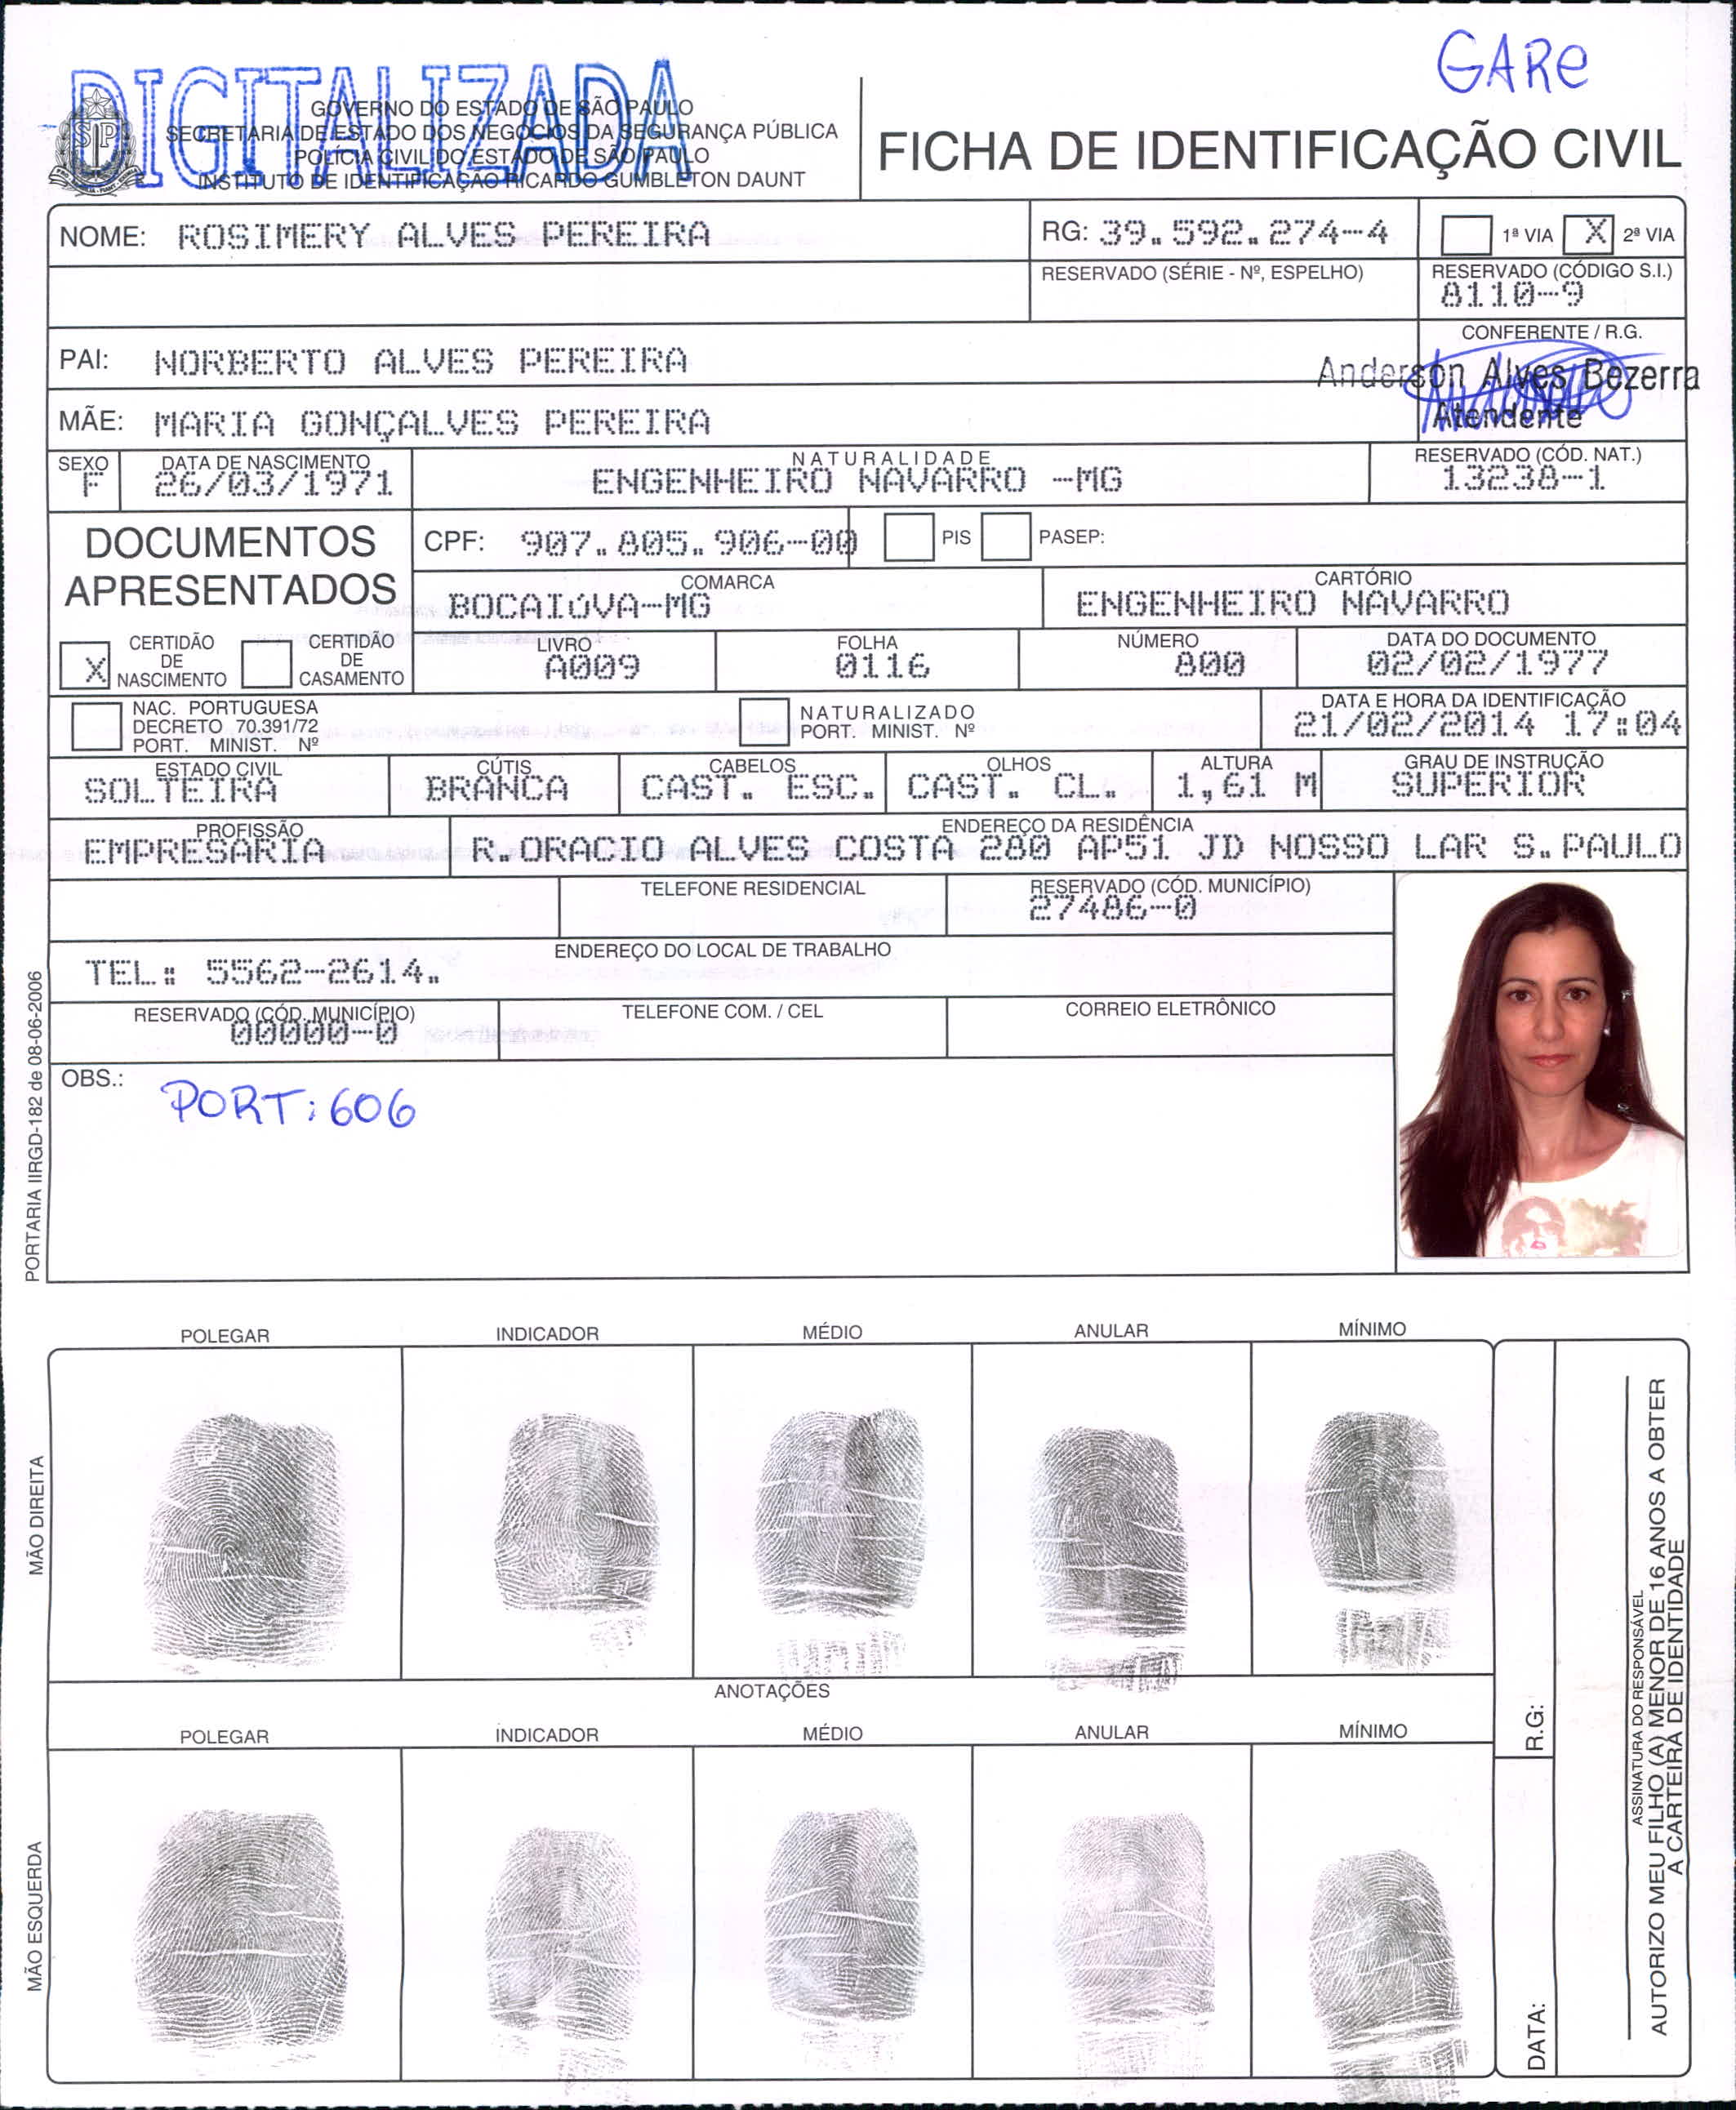 GARE
DIGITALIZADA
GOVERNO DO ESTADO DE SÃO PAULO
SECRETARIA DE ESTADO DOS NEGÓCIOS DA SEGURANÇA PÚBLICA
POLÍCIA CIVIL DO ESTADO DE SÃO PAULO
INSTITUTO DE IDENTIFICAÇÃO RICARDO GUMBLETON DAUNT
FICHA DE IDENTIFICAÇÃO CIVIL
NOME: ROSIMERY ALVES PEREIRA
RG: 39.592.274-4
1ª VIA X 2ª VIA
RESERVADO (SÉRIE - Nº, ESPELHO)
RESERVADO (CÓDIGO S.I.)
8110-9
PAI: NORBERTO ALVES PEREIRA
CONFERENTE / R.G.
Anderson Alves Bezerra
Atendente
MÃE: MARIA GONÇALVES PEREIRA
SEXO
F
DATA DE NASCIMENTO
26/03/1971
NATURALIDADE
ENGENHEIRO NAVARRO -MG
RESERVADO (CÓD. NAT.)
13238-1
DOCUMENTOS
APRESENTADOS
CPF: 907.805.906-00
PIS
PASEP:
COMARCA
BOCAIúVA-MG
CARTÓRIO
ENGENHEIRO NAVARRO
X
CERTIDÃO
DE
NASCIMENTO
CERTIDÃO
DE
CASAMENTO
LIVRO
A009
FOLHA
0116
NÚMERO
800
DATA DO DOCUMENTO
02/02/1977
NAC. PORTUGUESA
DECRETO 70.391/72
PORT. MINIST. Nº
NATURALIZADO
PORT. MINIST. Nº
DATA E HORA DA IDENTIFICAÇÃO
21/02/2014 17:04
ESTADO CIVIL
SOLTEIRA
CÚTIS
BRANCA
CABELOS
CAST. ESC.
OLHOS
CAST. CL.
ALTURA
1,61 M
GRAU DE INSTRUÇÃO
SUPERIOR
PROFISSÃO
EMPRESARIA
ENDEREÇO DA RESIDÊNCIA
R.ORACIO ALVES COSTA 280 AP51 JD NOSSO LAR S.PAULO
TELEFONE RESIDENCIAL
RESERVADO (CÓD. MUNICÍPIO)
27486-0
ENDEREÇO DO LOCAL DE TRABALHO
TEL: 5562-2614.
RESERVADO (CÓD. MUNICÍPIO)
00000-0
TELEFONE COM. / CEL
CORREIO ELETRÔNICO
OBS.:
PORT: 606
PORTARIA IIRGD-182 de 08-06-2006
POLEGAR INDICADOR MÉDIO ANULAR MÍNIMO
MÃO DIREITA
ANOTAÇÕES
POLEGAR INDICADOR MÉDIO ANULAR MÍNIMO
MÃO ESQUERDA
R.G:
DATA:
ASSINATURA DO RESPONSÁVEL
AUTORIZO MEU FILHO (A) MENOR DE 16 ANOS A OBTER
A CARTEIRA DE IDENTIDADE